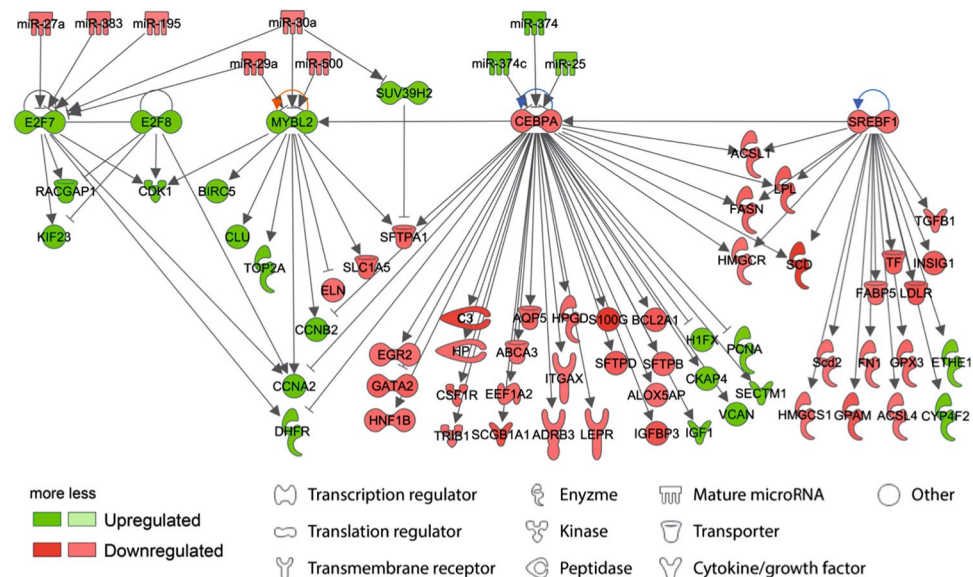 miR-27a miR-383 miR-195 miR-30a miR-374
miR-29a miR-500 miR-374c miR-25
SUV39H2
E2F7 E2F8 MYBL2 CEBPA SREBF1
ACSL1
RACGAP1 CDK1 BIRC5 LPL
FASN
TGFB1
KIF23 CLU SFTPA1
TOP2A SLC1A5 HMGCR SCD TF INSIG1
ELN FABP5 LDLR
C3 AQP5 HPGD S100G BCL2A1
CCNB2 H1FX
EGR2 HP ABCA3 PCNA
SFTPD SFTPB Scd2 FN1 GPX3 ETHE1
CCNA2 GATA2 ITGAX CKAP4
CSF1R EEF1A2 ALOX5AP SECTM1
HNF1B VCAN HMGCS1 GPAM ACSL4 CYP4F2
DHFR TRIB1 SCGB1A1 ADRB3 LEPR IGFBP3 IGF1
more less
Upregulated
Downregulated
Transcription regulator Enyzme Mature microRNA Other
Translation regulator Kinase Transporter
Transmembrane receptor Peptidase Cytokine/growth factor